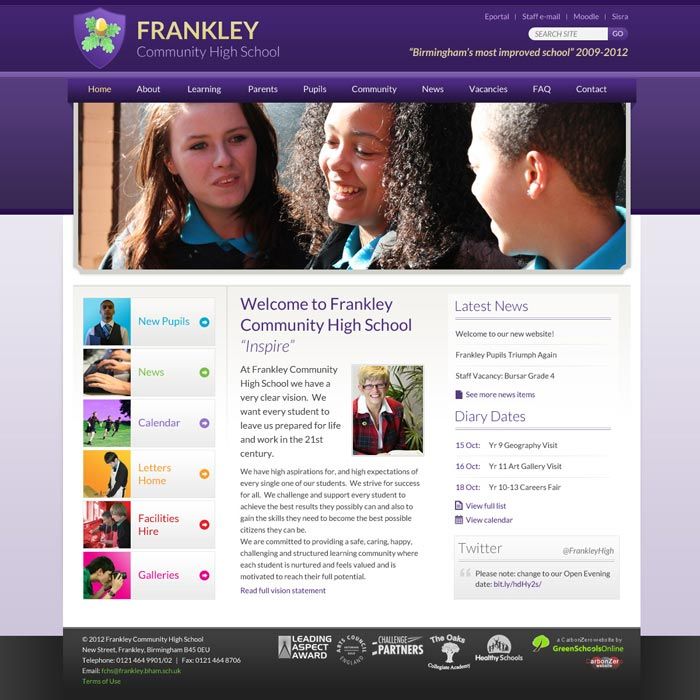 FRANKLEY
Community High School
Eportal | Staff e-mail | Moodle | Sisra
SEARCH SITE GO
“Birmingham’s most improved school” 2009-2012
Home About Learning Parents Pupils Community News Vacancies FAQ Contact
New Pupils
News
Calendar
Letters
Home
Facilities
Hire
Galleries
Welcome to Frankley
Community High School
“Inspire”
At Frankley Community
High School we have a
very clear vision. We
want every student to
leave us prepared for life
and work in the 21st
century.
We have high aspirations for, and high expectations of
every single one of our students. We strive for success
for all. We challenge and support every student to
achieve the best results they possibly can and also to
gain the skills they need to become the best possible
citizens they can be.
We are committed to providing a safe, caring, happy,
challenging and structured learning community where
each student is nurtured and feels valued and is
motivated to reach their full potential.
Read full vision statement
Latest News
Welcome to our new website!
Frankley Pupils Triumph Again
Staff Vacancy: Bursar Grade 4
See more news items
Diary Dates
15 Oct: Yr 9 Geography Visit
16 Oct: Yr 11 Art Gallery Visit
18 Oct: Yr 10-13 Careers Fair
View full list
View calendar
Twitter @FrankleyHigh
Please note: change to our Open Evening
date: bit.ly/hdHy2s/
© 2012 Frankley Community High School
New Street, Frankley, Birmingham B45 0EU
Telephone: 0121 464 9901/02 | Fax: 0121 464 8706
Email: fchs@frankley.bham.sch.uk
Terms of Use
LEADING
ASPECT
AWARD
ARTS COUNCIL
ENGLAND
CHALLENGE
PARTNERS
The Oaks
Collegiate Academy
Healthy Schools
a CarbonZero website by
GreenSchoolsOnline
CarbonZero
website